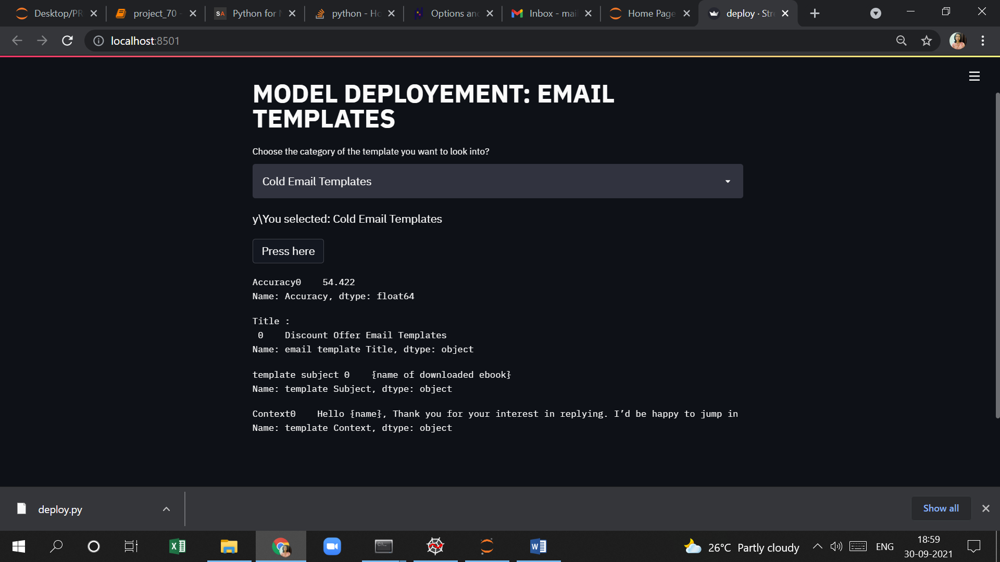 Desktop/PR
project_70 -
SA Python for
python - Ho
Options and
Inbox - mai
Home Page
deploy · Str
localhost:8501
MODEL DEPLOYEMENT: EMAIL
TEMPLATES
Choose the category of the template you want to look into?
Cold Email Templates
y\You selected: Cold Email Templates
Press here
Accuracy0    54.422
Name: Accuracy, dtype: float64
Title :
0    Discount Offer Email Templates
Name: email template Title, dtype: object
template subject 0    {name of downloaded ebook}
Name: template Subject, dtype: object
Context0    Hello {name}, Thank you for your interest in replying. I’d be happy to jump in
Name: template Context, dtype: object
deploy.py
Show all
26°C Partly cloudy
ENG
18:59
30-09-2021